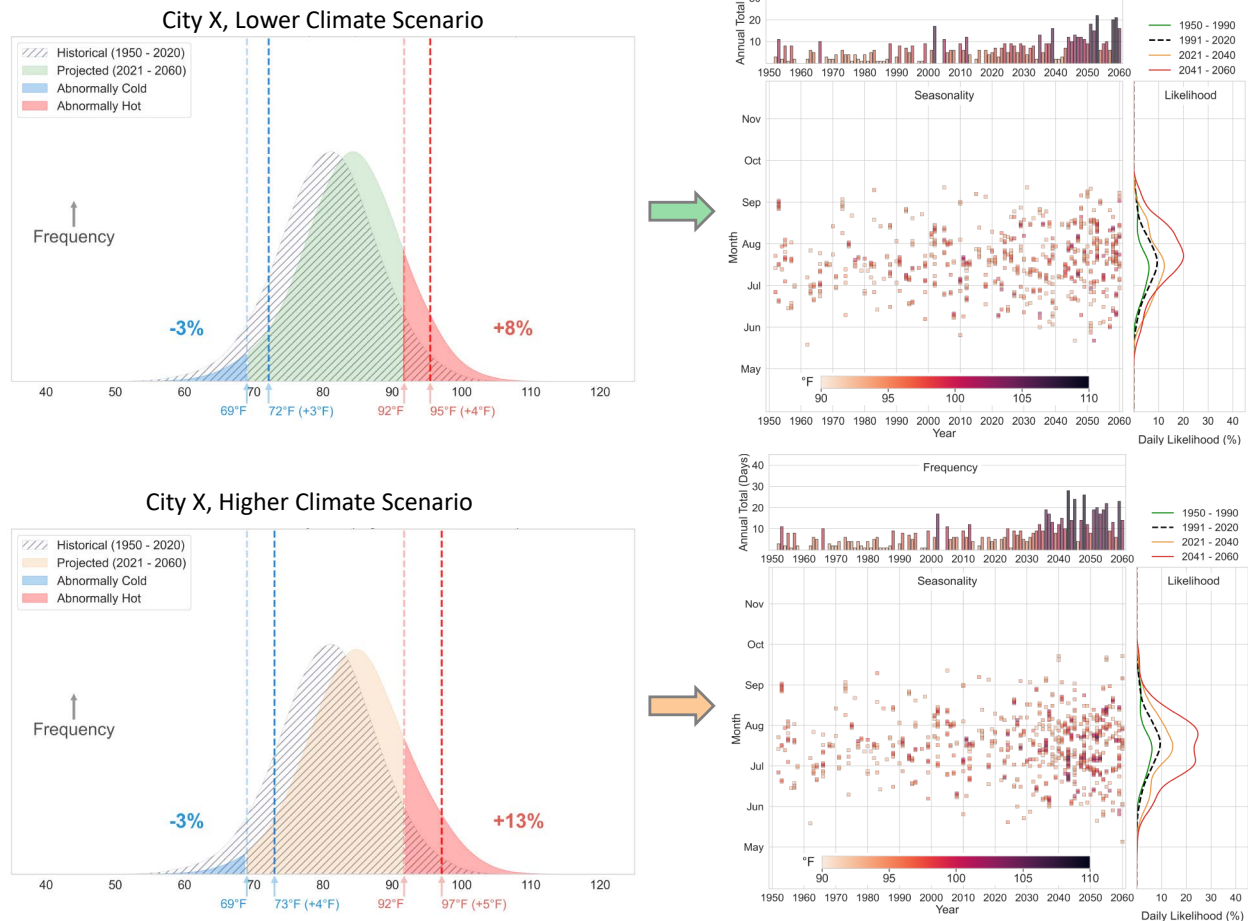 City X, Lower Climate Scenario
Historical (1950 - 2020)
Projected (2021 - 2060)
Abnormally Cold
Abnormally Hot
Frequency
-3%
+8%
40 50 60 70 80 90 100 110 120
69°F
72°F (+3°F)
92°F
95°F (+4°F)
Annual Total
20
10
1950 1960 1970 1980 1990 2000 2010 2020 2030 2040 2050 2060
1950 - 1990
1991 - 2020
2021 - 2040
2041 - 2060
Seasonality
Likelihood
Month
Nov
Oct
Sep
Aug
Jul
Jun
May
°F
90 95 100 105 110
1950 1960 1970 1980 1990 2000 2010 2020 2030 2040 2050 2060
Year
10 20 30 40
Daily Likelihood (%)
City X, Higher Climate Scenario
Historical (1950 - 2020)
Projected (2021 - 2060)
Abnormally Cold
Abnormally Hot
Frequency
-3%
+13%
40 50 60 70 80 90 100 110 120
69°F
73°F (+4°F)
92°F
97°F (+5°F)
Annual Total (Days)
Frequency
40
30
20
10
1950 1960 1970 1980 1990 2000 2010 2020 2030 2040 2050 2060
1950 - 1990
1991 - 2020
2021 - 2040
2041 - 2060
Seasonality
Likelihood
Month
Nov
Oct
Sep
Aug
Jul
Jun
May
°F
90 95 100 105 110
1950 1960 1970 1980 1990 2000 2010 2020 2030 2040 2050 2060
Year
10 20 30 40
Daily Likelihood (%)